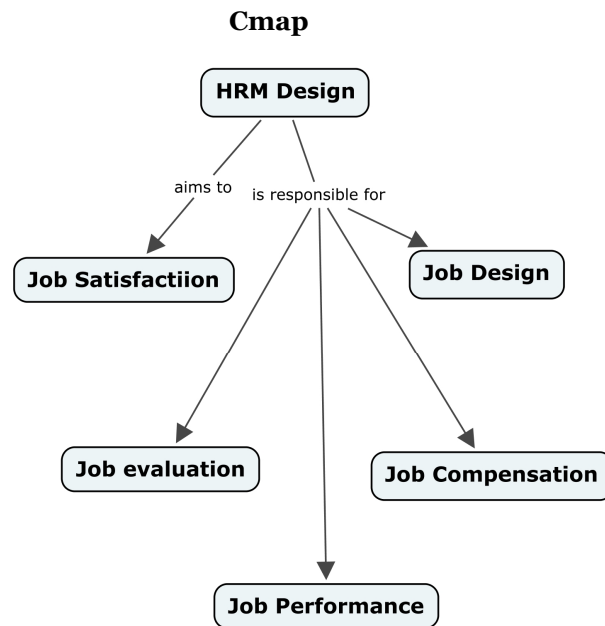 Cmap
HRM Design
aims to
is responsible for
Job Satisfactiion
Job Design
Job evaluation
Job Compensation
Job Performance